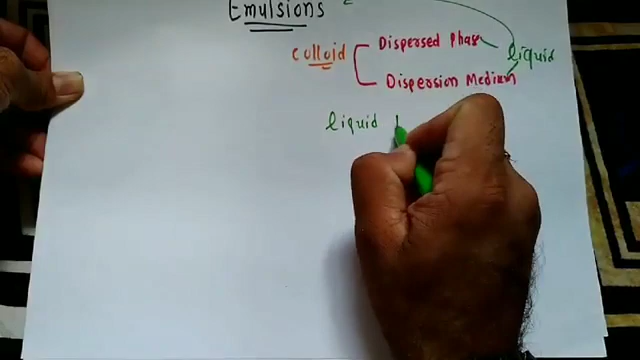 Emulsions
Colloid
Dispersed Phase
liquid
Dispersion Medium
liquid